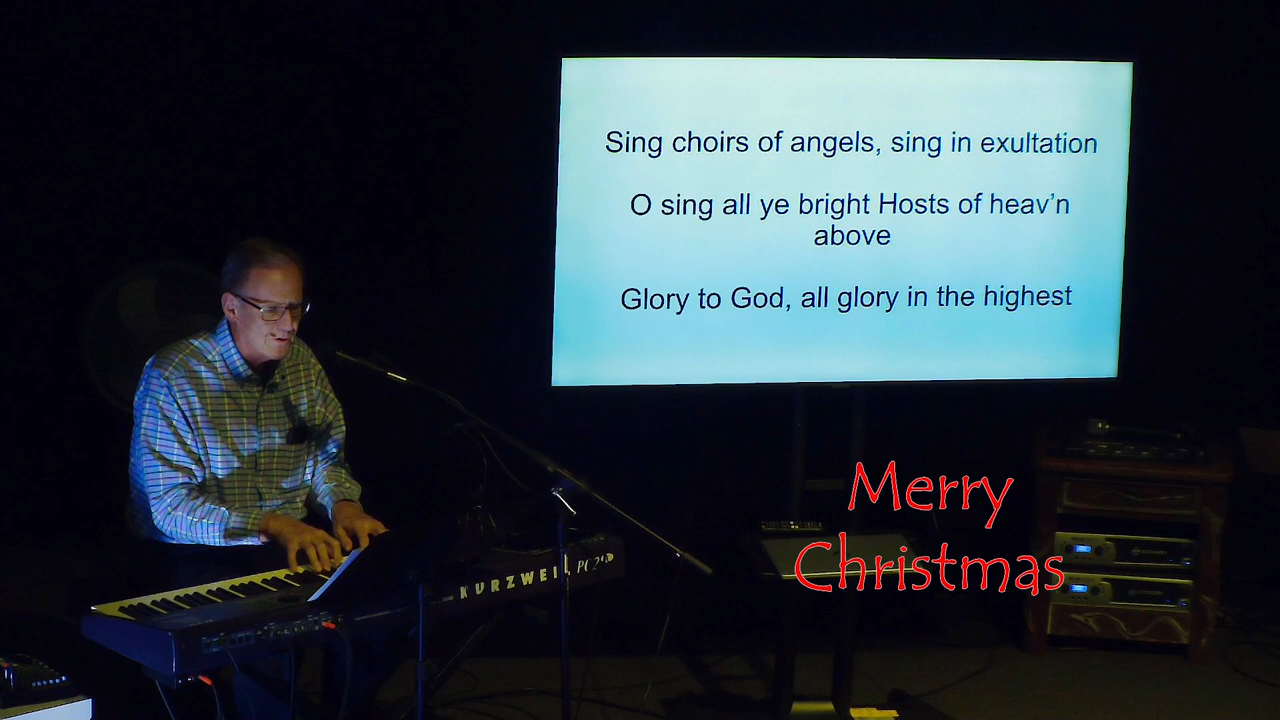 Sing choirs of angels, sing in exultation
O sing all ye bright Hosts of heav’n
above
Glory to God, all glory in the highest
Merry
Christmas
KURZWEIL PC2